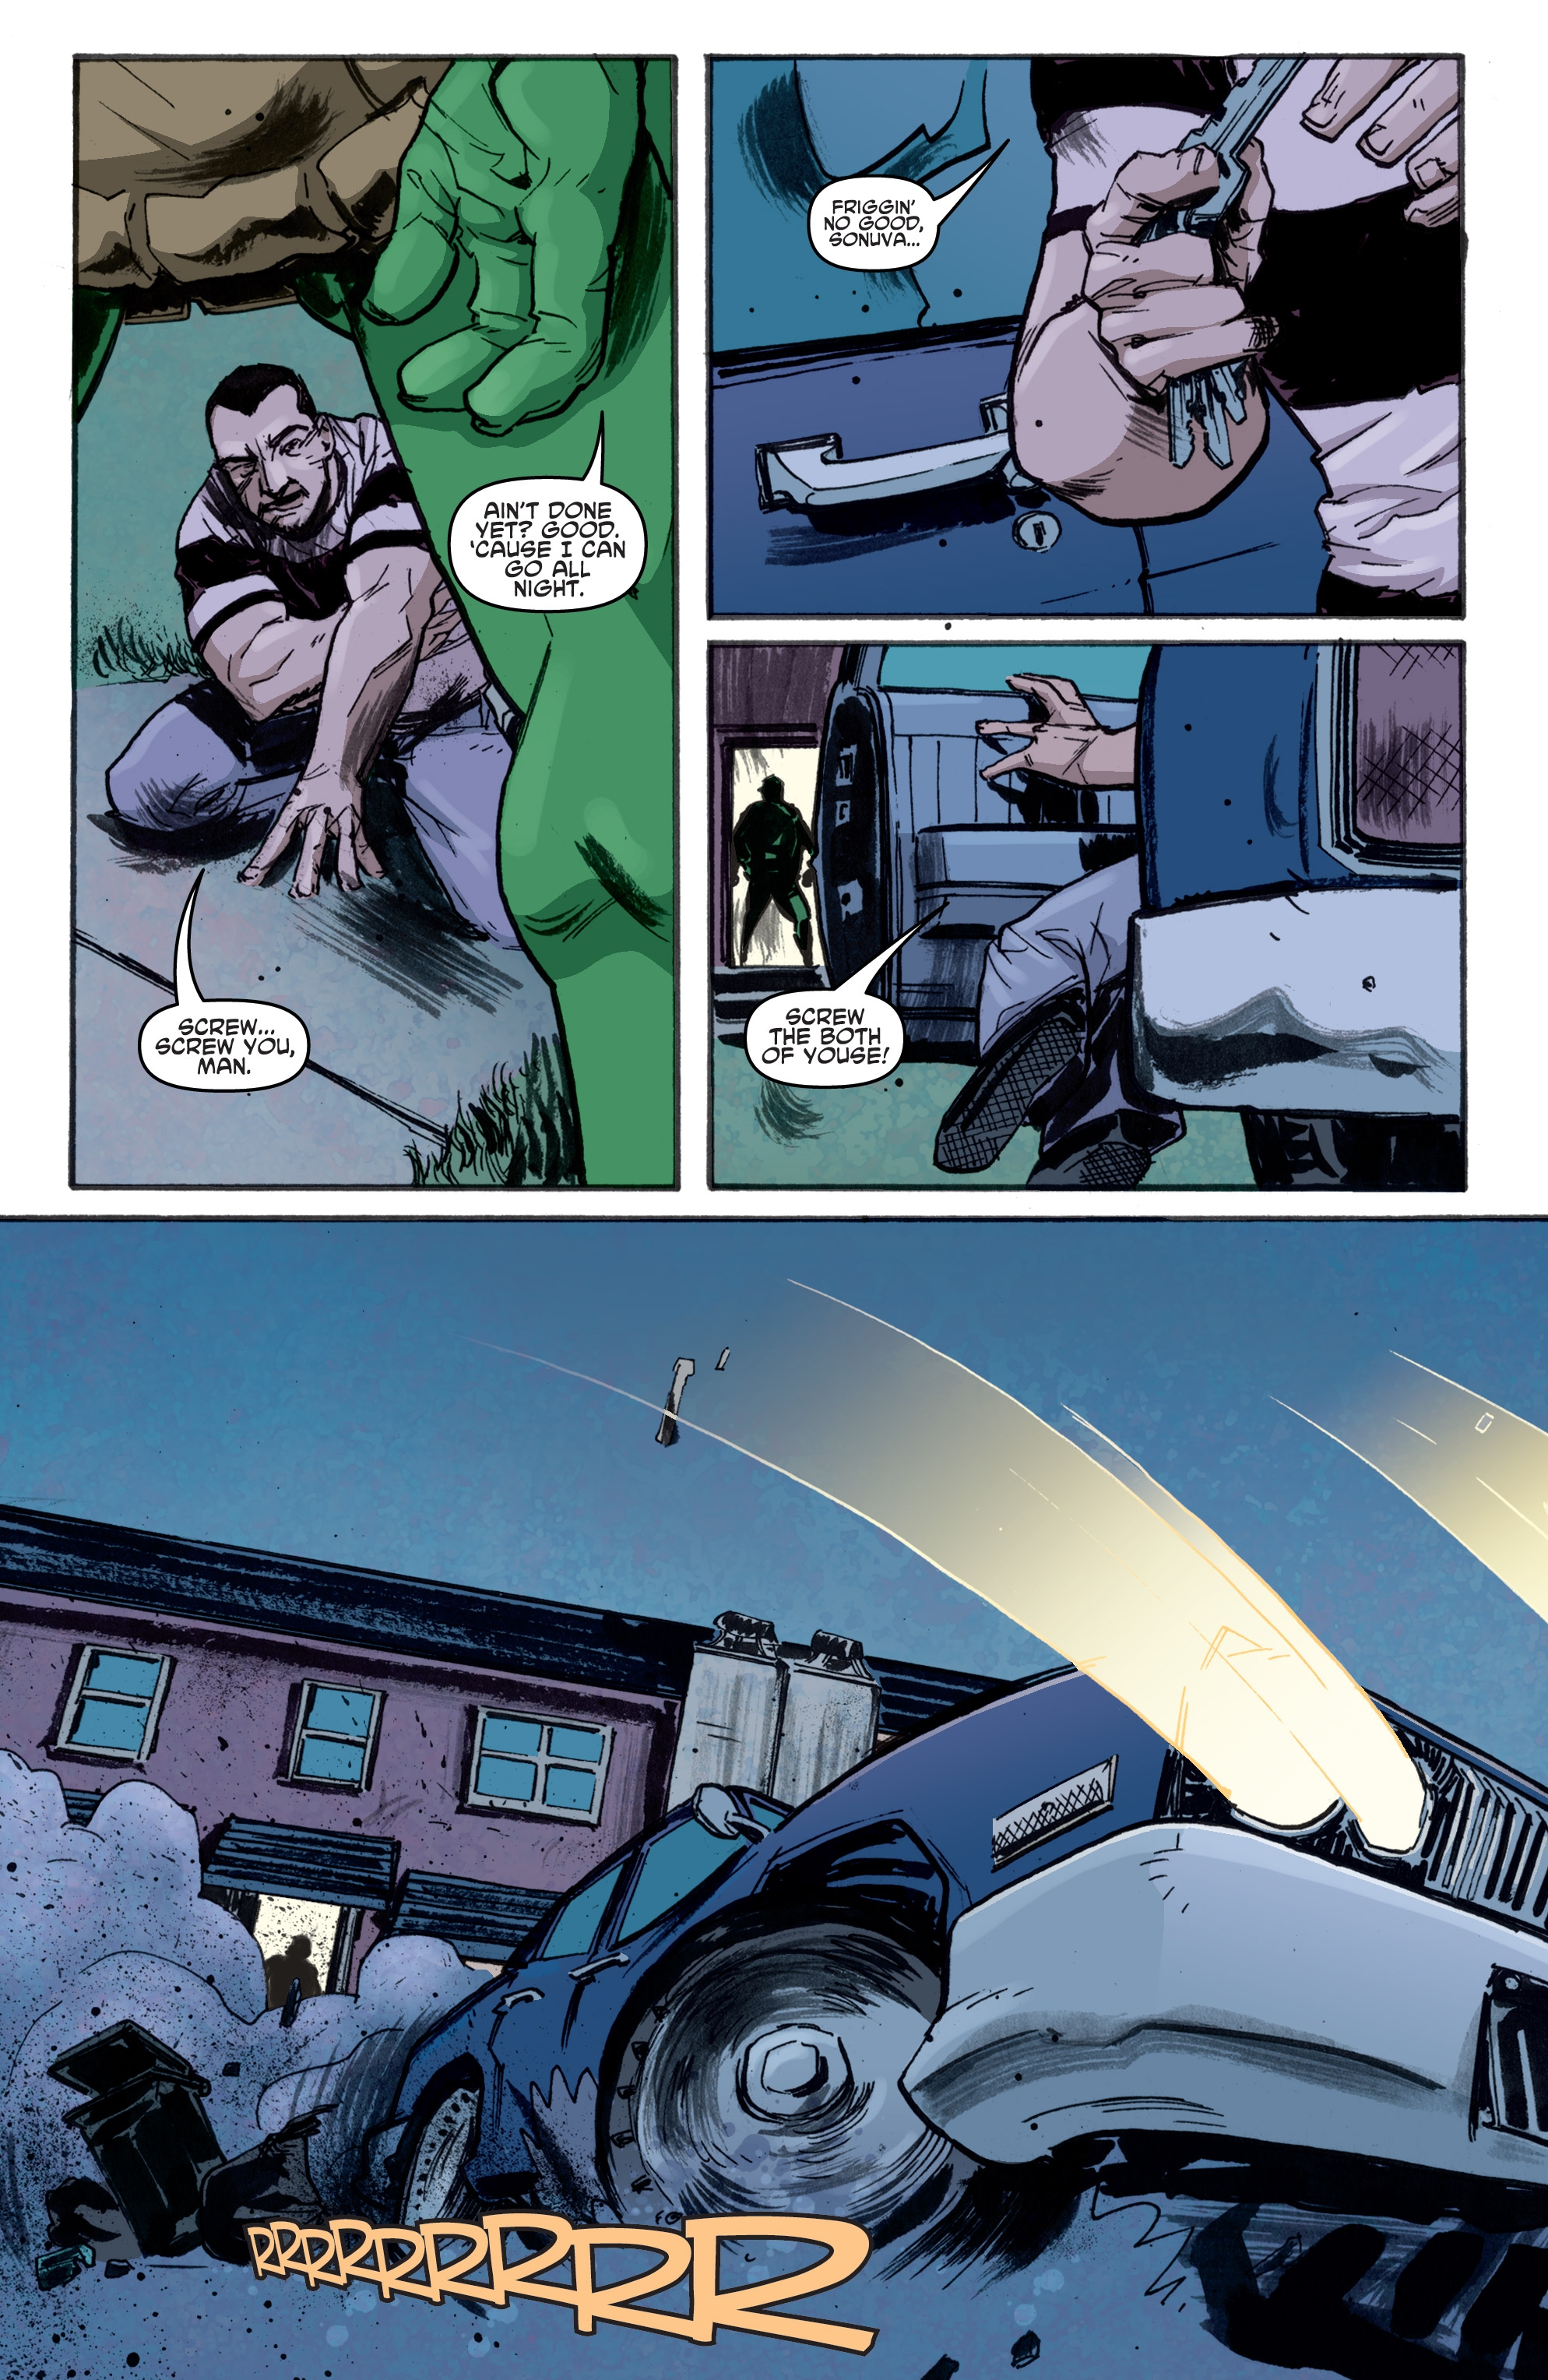 AIN'T DONE
YET? GOOD.
'CAUSE I CAN
GO ALL
NIGHT.
SCREW...
SCREW YOU,
MAN.
FRIGGIN'
NO GOOD,
SONUVA...
SCREW
THE BOTH
OF YOUSE!
RRRRRRRRRR